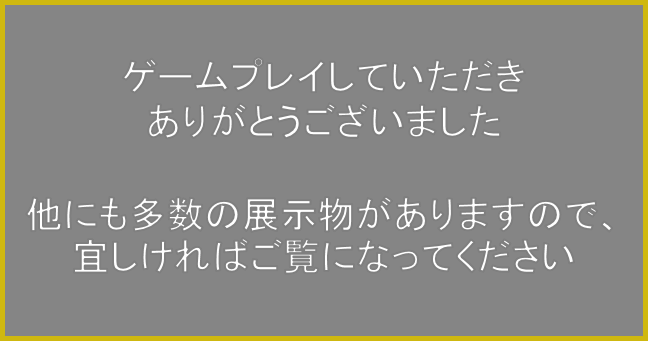 ゲームプレイしていただき
ありがとうございました
他にも多数の展示物がありますので、
宜しければご覧になってください